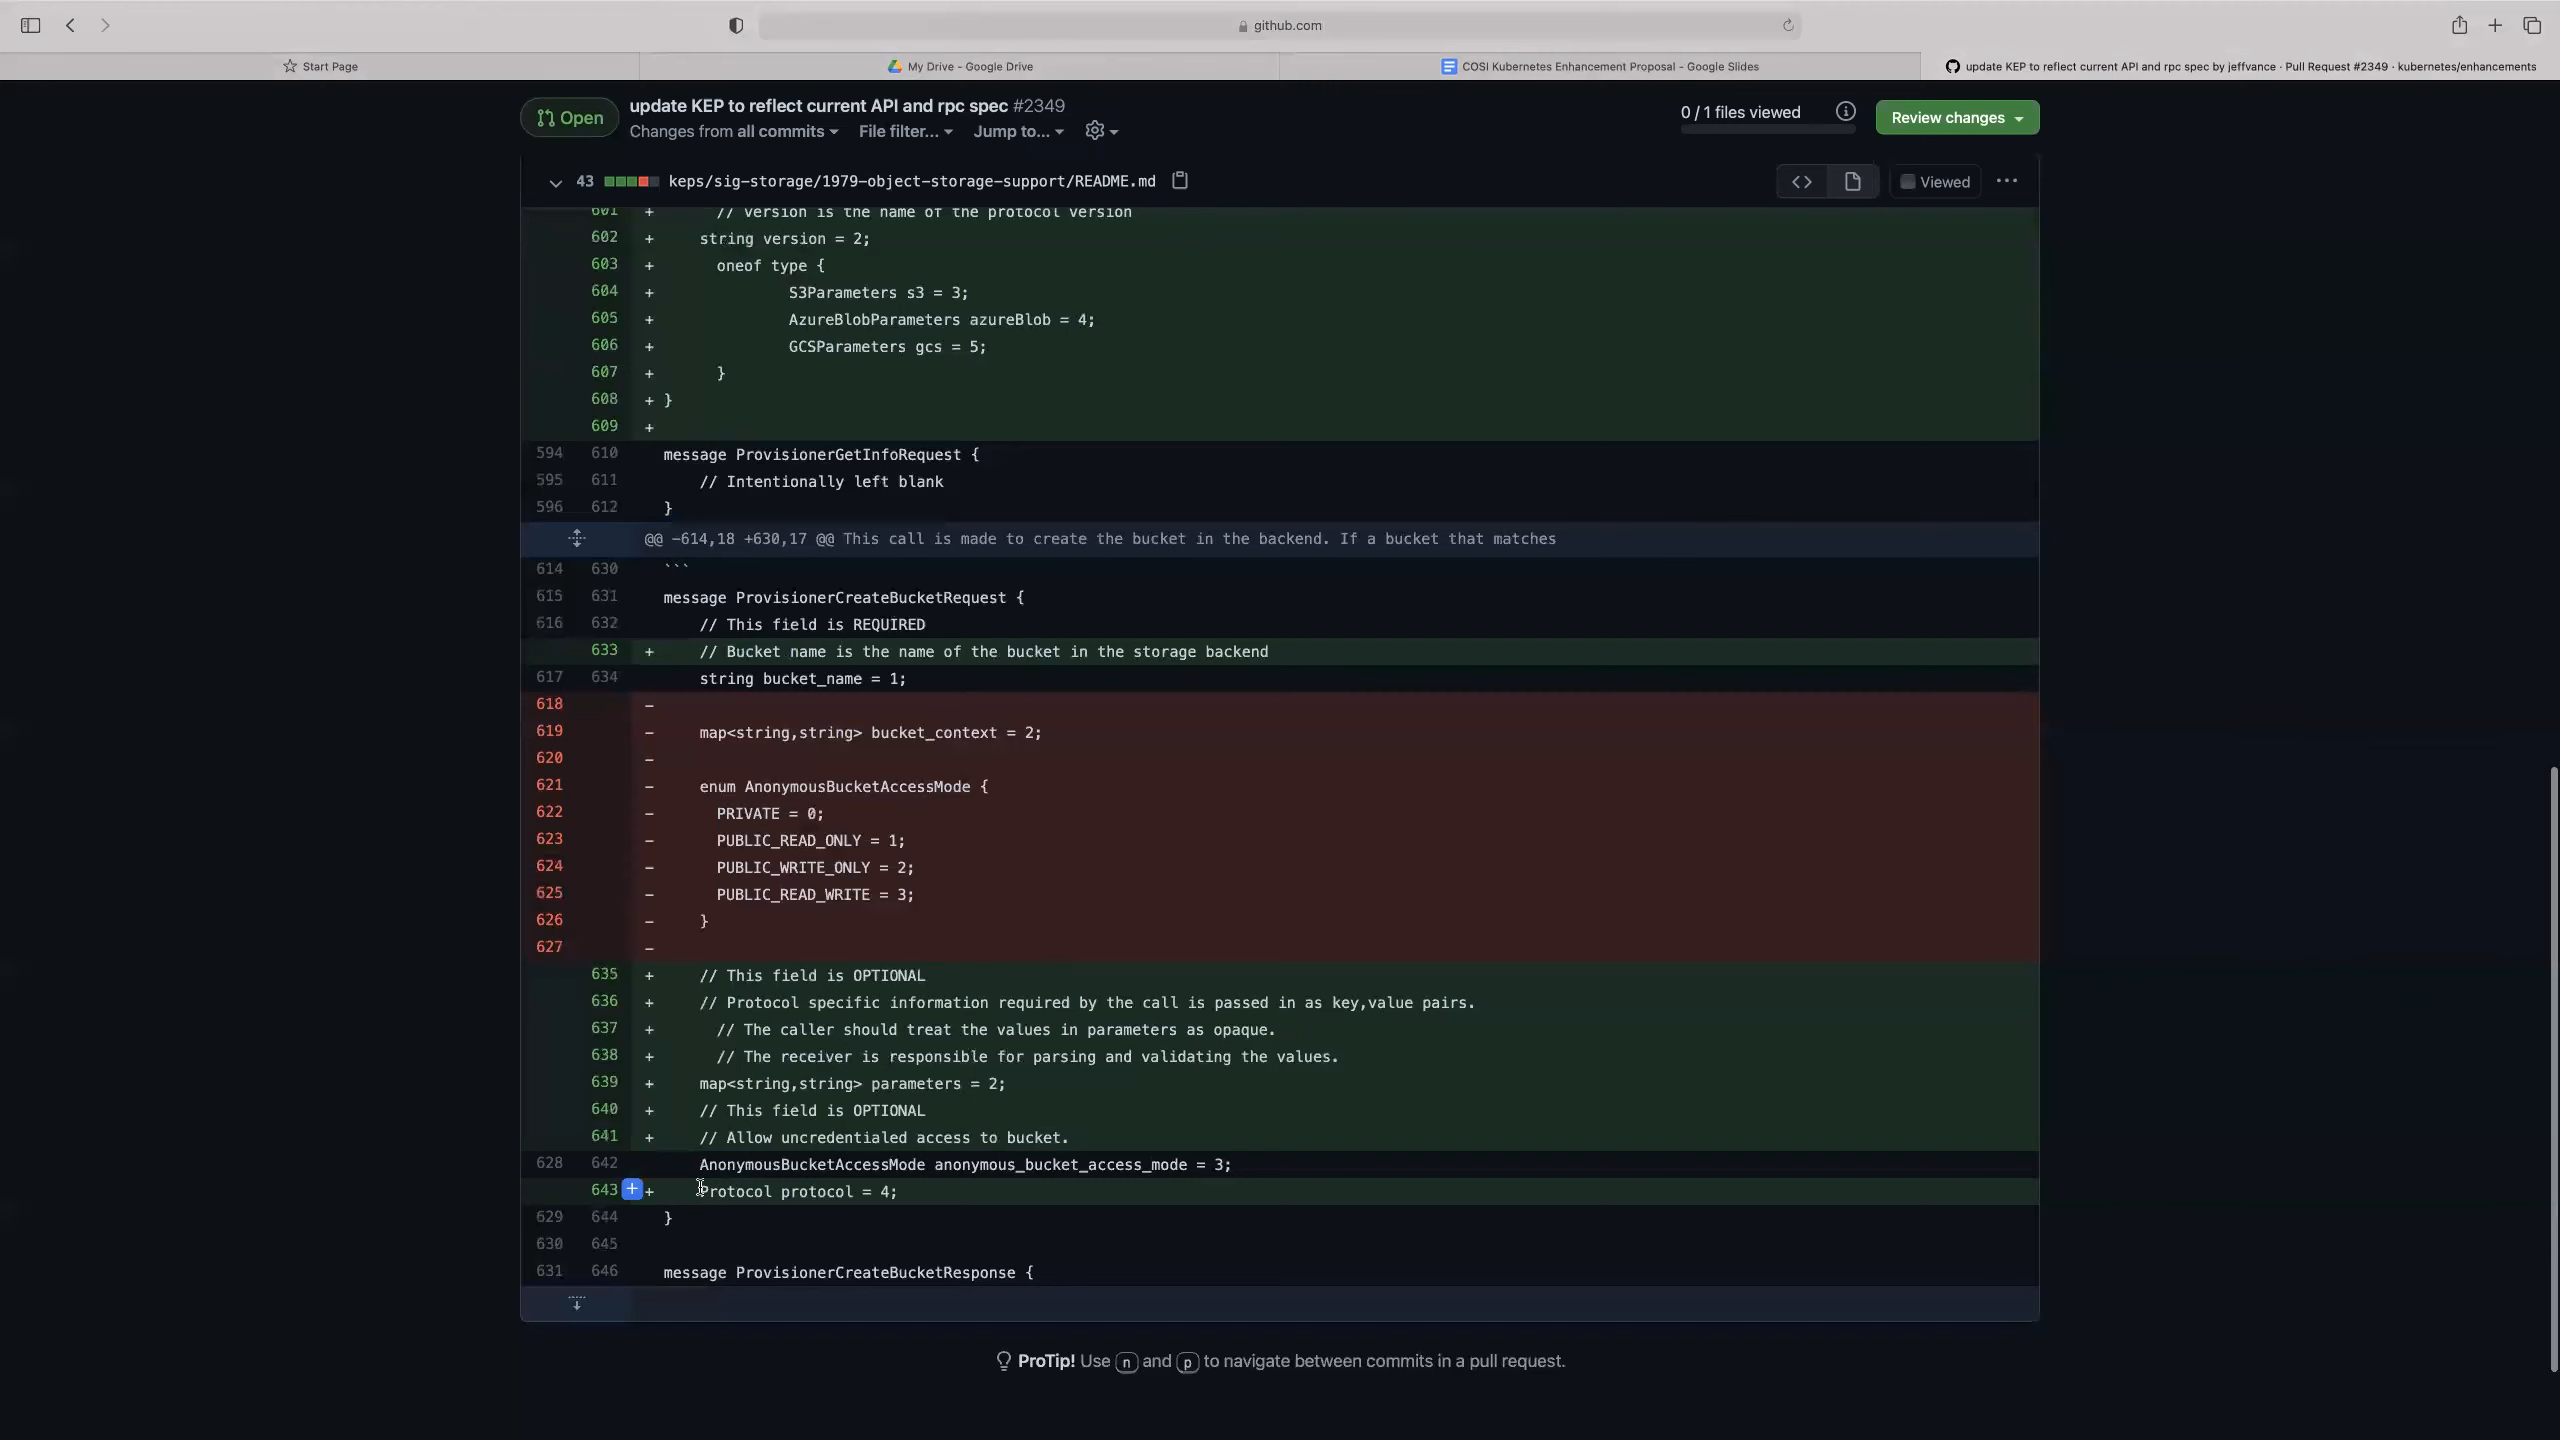 github.com
Start Page
My Drive - Google Drive
COSI Kubernetes Enhancement Proposal - Google Slides
update KEP to reflect current API and rpc spec by jeffvance · Pull Request #2349 · kubernetes/enhancements
Open
update KEP to reflect current API and rpc spec #2349
Changes from all commits File filter... Jump to...
0 / 1 files viewed
Review changes
43 keps/sig-storage/1979-object-storage-support/README.md
Viewed
601 + // Version is the name of the protocol version
602 + string version = 2;
603 + oneof type {
604 + S3Parameters s3 = 3;
605 + AzureBlobParameters azureBlob = 4;
606 + GCSParameters gcs = 5;
607 + }
608 + }
609 +
594 610 message ProvisionerGetInfoRequest {
595 611 // Intentionally left blank
596 612 }
@@ -614,18 +630,17 @@ This call is made to create the bucket in the backend. If a bucket that matches
614 630 ```
615 631 message ProvisionerCreateBucketRequest {
616 632 // This field is REQUIRED
633 + // Bucket name is the name of the bucket in the storage backend
617 634 string bucket_name = 1;
618 -
619 - map<string,string> bucket_context = 2;
620 -
621 - enum AnonymousBucketAccessMode {
622 - PRIVATE = 0;
623 - PUBLIC_READ_ONLY = 1;
624 - PUBLIC_WRITE_ONLY = 2;
625 - PUBLIC_READ_WRITE = 3;
626 - }
627 -
635 + // This field is OPTIONAL
636 + // Protocol specific information required by the call is passed in as key,value pairs.
637 + // The caller should treat the values in parameters as opaque.
638 + // The receiver is responsible for parsing and validating the values.
639 + map<string,string> parameters = 2;
640 + // This field is OPTIONAL
641 + // Allow uncredentialed access to bucket.
628 642 AnonymousBucketAccessMode anonymous_bucket_access_mode = 3;
643 + Protocol protocol = 4;
629 644 }
630 645
631 646 message ProvisionerCreateBucketResponse {
ProTip! Use n and p to navigate between commits in a pull request.